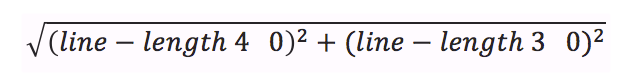 √(line − length 4 0)² + (line − length 3 0)²